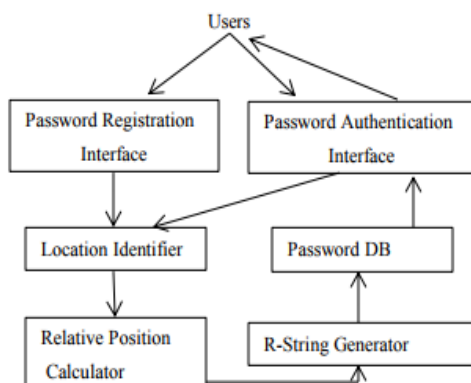 Users
Password Registration
Interface
Password Authentication
Interface
Location Identifier
Password DB
Relative Position
Calculator
R-String Generator